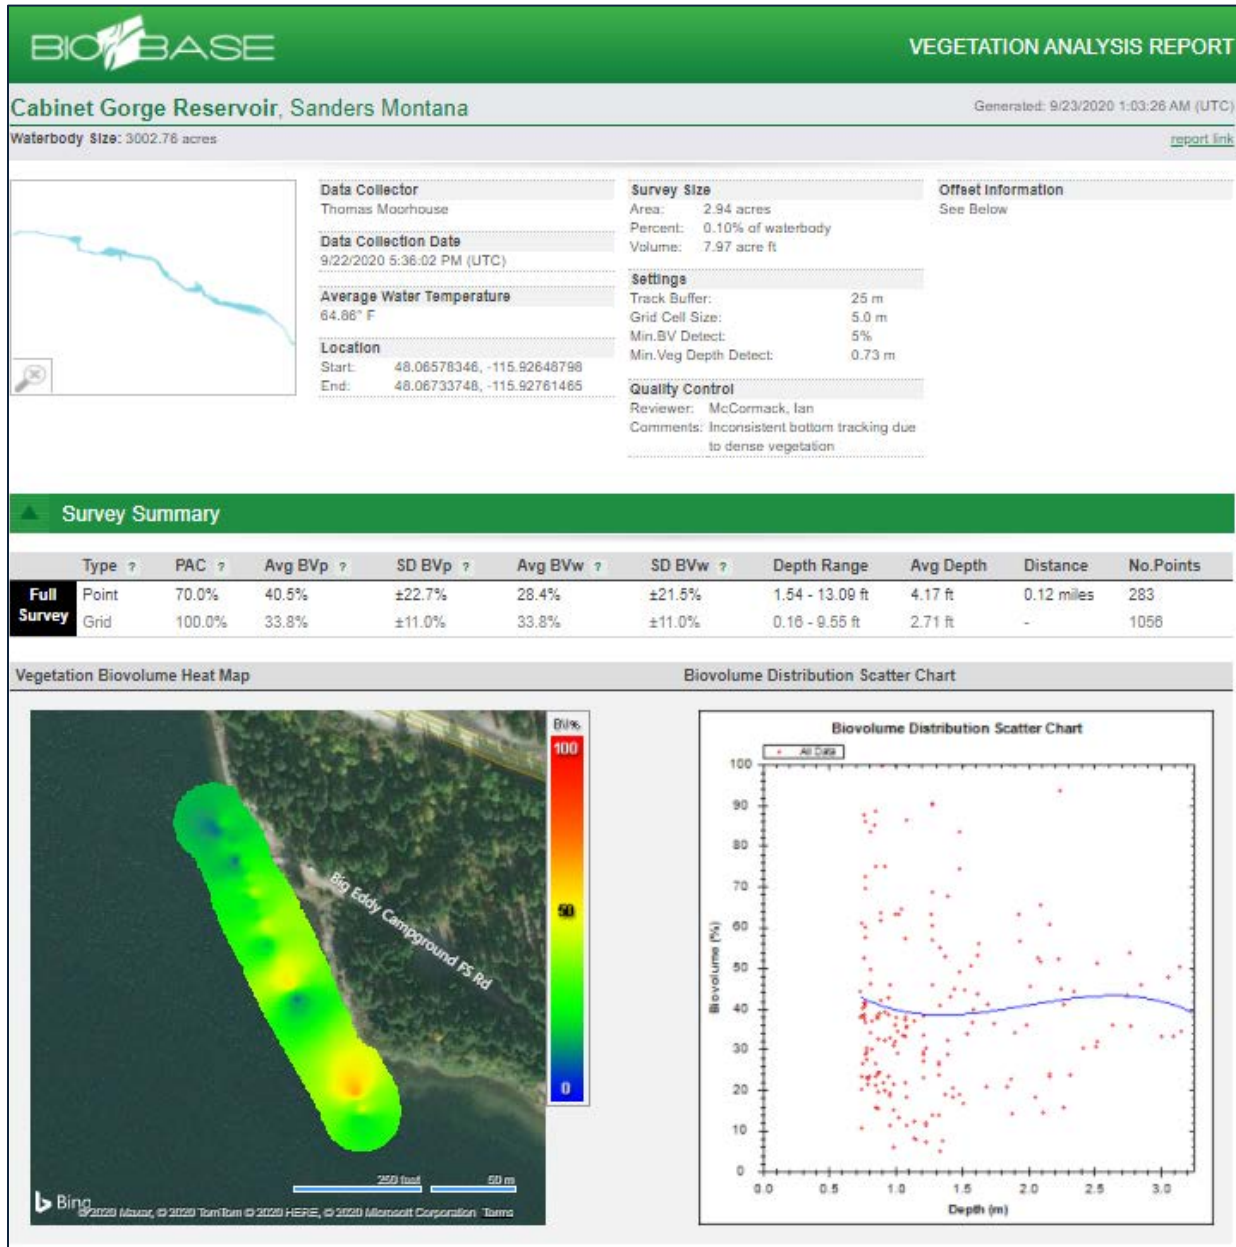 BIOBASE
VEGETATION ANALYSIS REPORT
Cabinet Gorge Reservoir, Sanders Montana
Generated: 9/23/2020 1:03:26 AM (UTC)
Waterbody Size: 3002.76 acres
report link
Data Collector
Thomas Moorhouse
Data Collection Date
9/22/2020 5:36:02 PM (UTC)
Average Water Temperature
64.86° F
Location
Start: 48.06578346, -115.92648798
End: 48.06733748, -115.92761465
Survey Size
Area: 2.94 acres
Percent: 0.10% of waterbody
Volume: 7.97 acre ft
Settings
Track Buffer: 25 m
Grid Cell Size: 5.0 m
Min.BV Detect: 5%
Min.Veg Depth Detect: 0.73 m
Quality Control
Reviewer: McCormack, Ian
Comments: Inconsistent bottom tracking due
to dense vegetation
Offset Information
See Below
Survey Summary
Type ? PAC ? Avg BVp ? SD BVp ? Avg BVw ? SD BVw ? Depth Range Avg Depth Distance No.Points
Full Survey
Point 70.0% 40.5% ±22.7% 28.4% ±21.5% 1.54 - 13.09 ft 4.17 ft 0.12 miles 283
Grid 100.0% 33.8% ±11.0% 33.8% ±11.0% 0.16 - 9.55 ft 2.71 ft - 1056
Vegetation Biovolume Heat Map
Biovolume Distribution Scatter Chart
BV%
100
50
0
Big Eddy Campground FS Rd
250 feet 50 m
Bing
© 2020 Maxar, © 2020 TomTom © 2020 HERE, © 2020 Microsoft Corporation Terms
Biovolume Distribution Scatter Chart
All Data
Biovolume (%)
100
90
80
70
60
50
40
30
20
10
0
0.0 0.5 1.0 1.5 2.0 2.5 3.0
Depth (m)